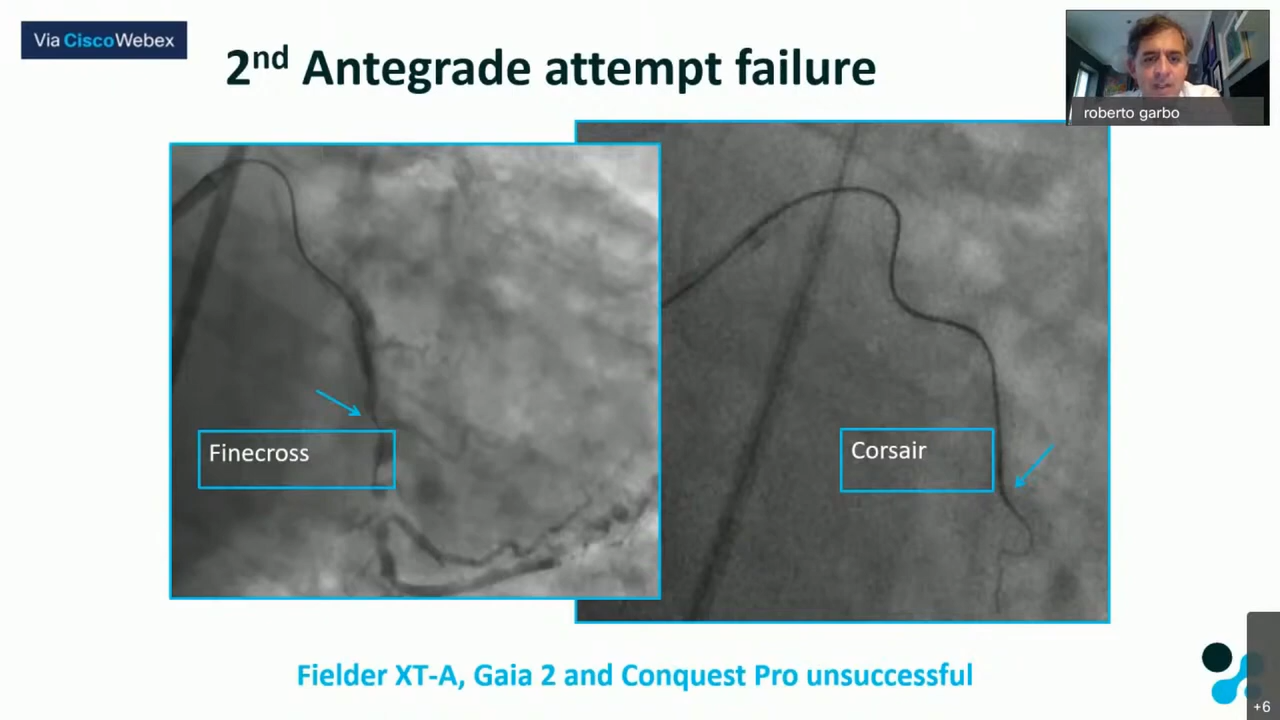 Via CiscoWebex
2nd Antegrade attempt failure
roberto garbo
Finecross
Corsair
Fielder XT-A, Gaia 2 and Conquest Pro unsuccessful
+6